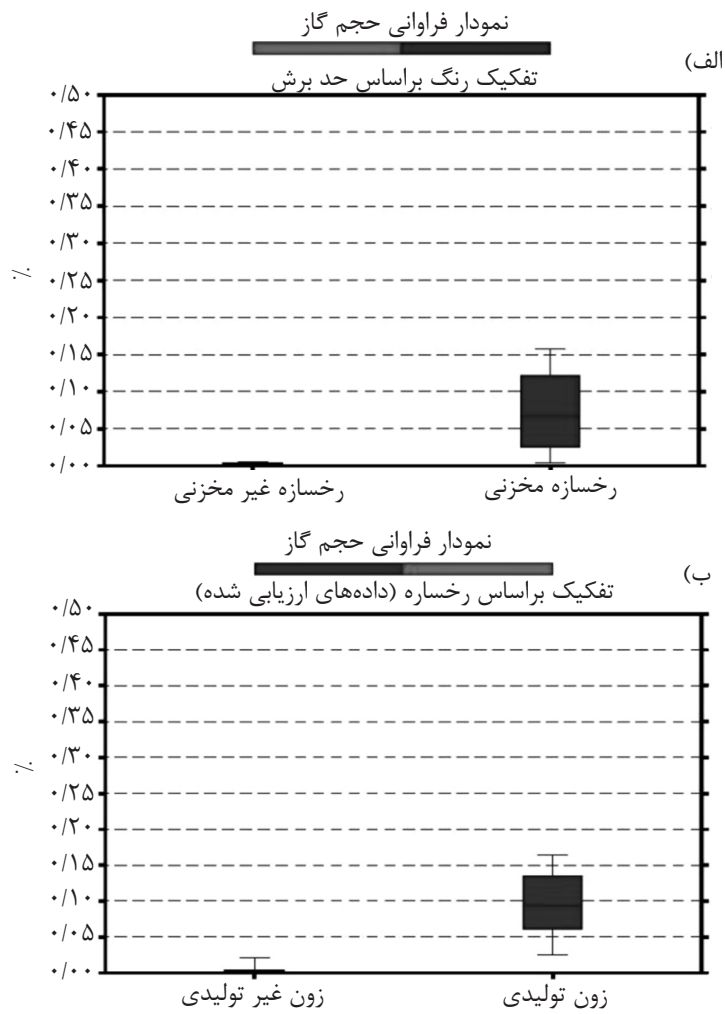 نمودار فراوانی حجم گاز
الف)
تفکیک رنگ براساس حد برش
۰/۵۰
۰/۴۵
۰/۴۰
۰/۳۵
۰/۳۰
۰/۲۵
۰/۲۰
۰/۱۵
۰/۱۰
۰/۰۵
۰/۰۰
٪
رخسازه غیر مخزنی
رخسازه مخزنی
نمودار فراوانی حجم گاز
ب)
تفکیک براساس رخساره (داده‌های ارزیابی شده)
۰/۵۰
۰/۴۵
۰/۴۰
۰/۳۵
۰/۳۰
۰/۲۵
۰/۲۰
۰/۱۵
۰/۱۰
۰/۰۵
۰/۰۰
٪
زون غیر تولیدی
زون تولیدی